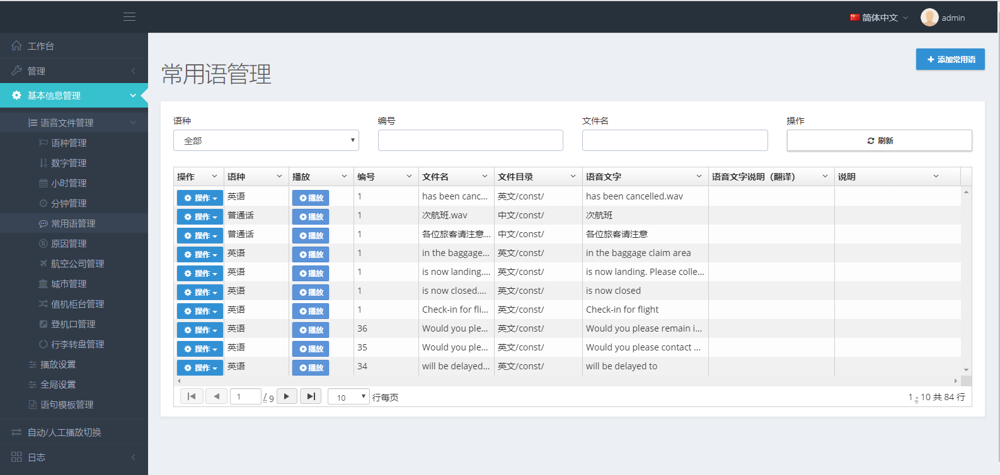 简体中文 admin
工作台
管理
基本信息管理
语音文件管理
语种管理
数字管理
小时管理
分钟管理
常用语管理
原因管理
航空公司管理
城市管理
值机柜台管理
登机口管理
行李转盘管理
播放设置
全局设置
语句模板管理
自动/人工播放切换
日志
常用语管理
添加常用语
语种 编号 文件名 操作
全部 刷新
操作 语种 播放 编号 文件名 文件目录 语音文字 语音文字说明（翻译） 说明
操作 英语 播放 1 has been canc... 英文/const/ has been cancelled.wav
操作 普通话 播放 1 次航班.wav 中文/const/ 次航班
操作 普通话 播放 1 各位旅客请注意... 中文/const/ 各位旅客请注意
操作 英语 播放 1 in the baggage... 英文/const/ in the baggage claim area
操作 英语 播放 1 is now landing.... 英文/const/ is now landing. Please colle...
操作 英语 播放 1 is now closed.... 英文/const/ is now closed
操作 英语 播放 1 Check-in for fli... 英文/const/ Check-in for flight
操作 英语 播放 36 Would you ple... 英文/const/ Would you please remain i...
操作 英语 播放 35 Would you ple... 英文/const/ Would you please contact ...
操作 英语 播放 34 will be delayed... 英文/const/ will be delayed to
1 / 9 10 行每页 1 - 10 共 84 行